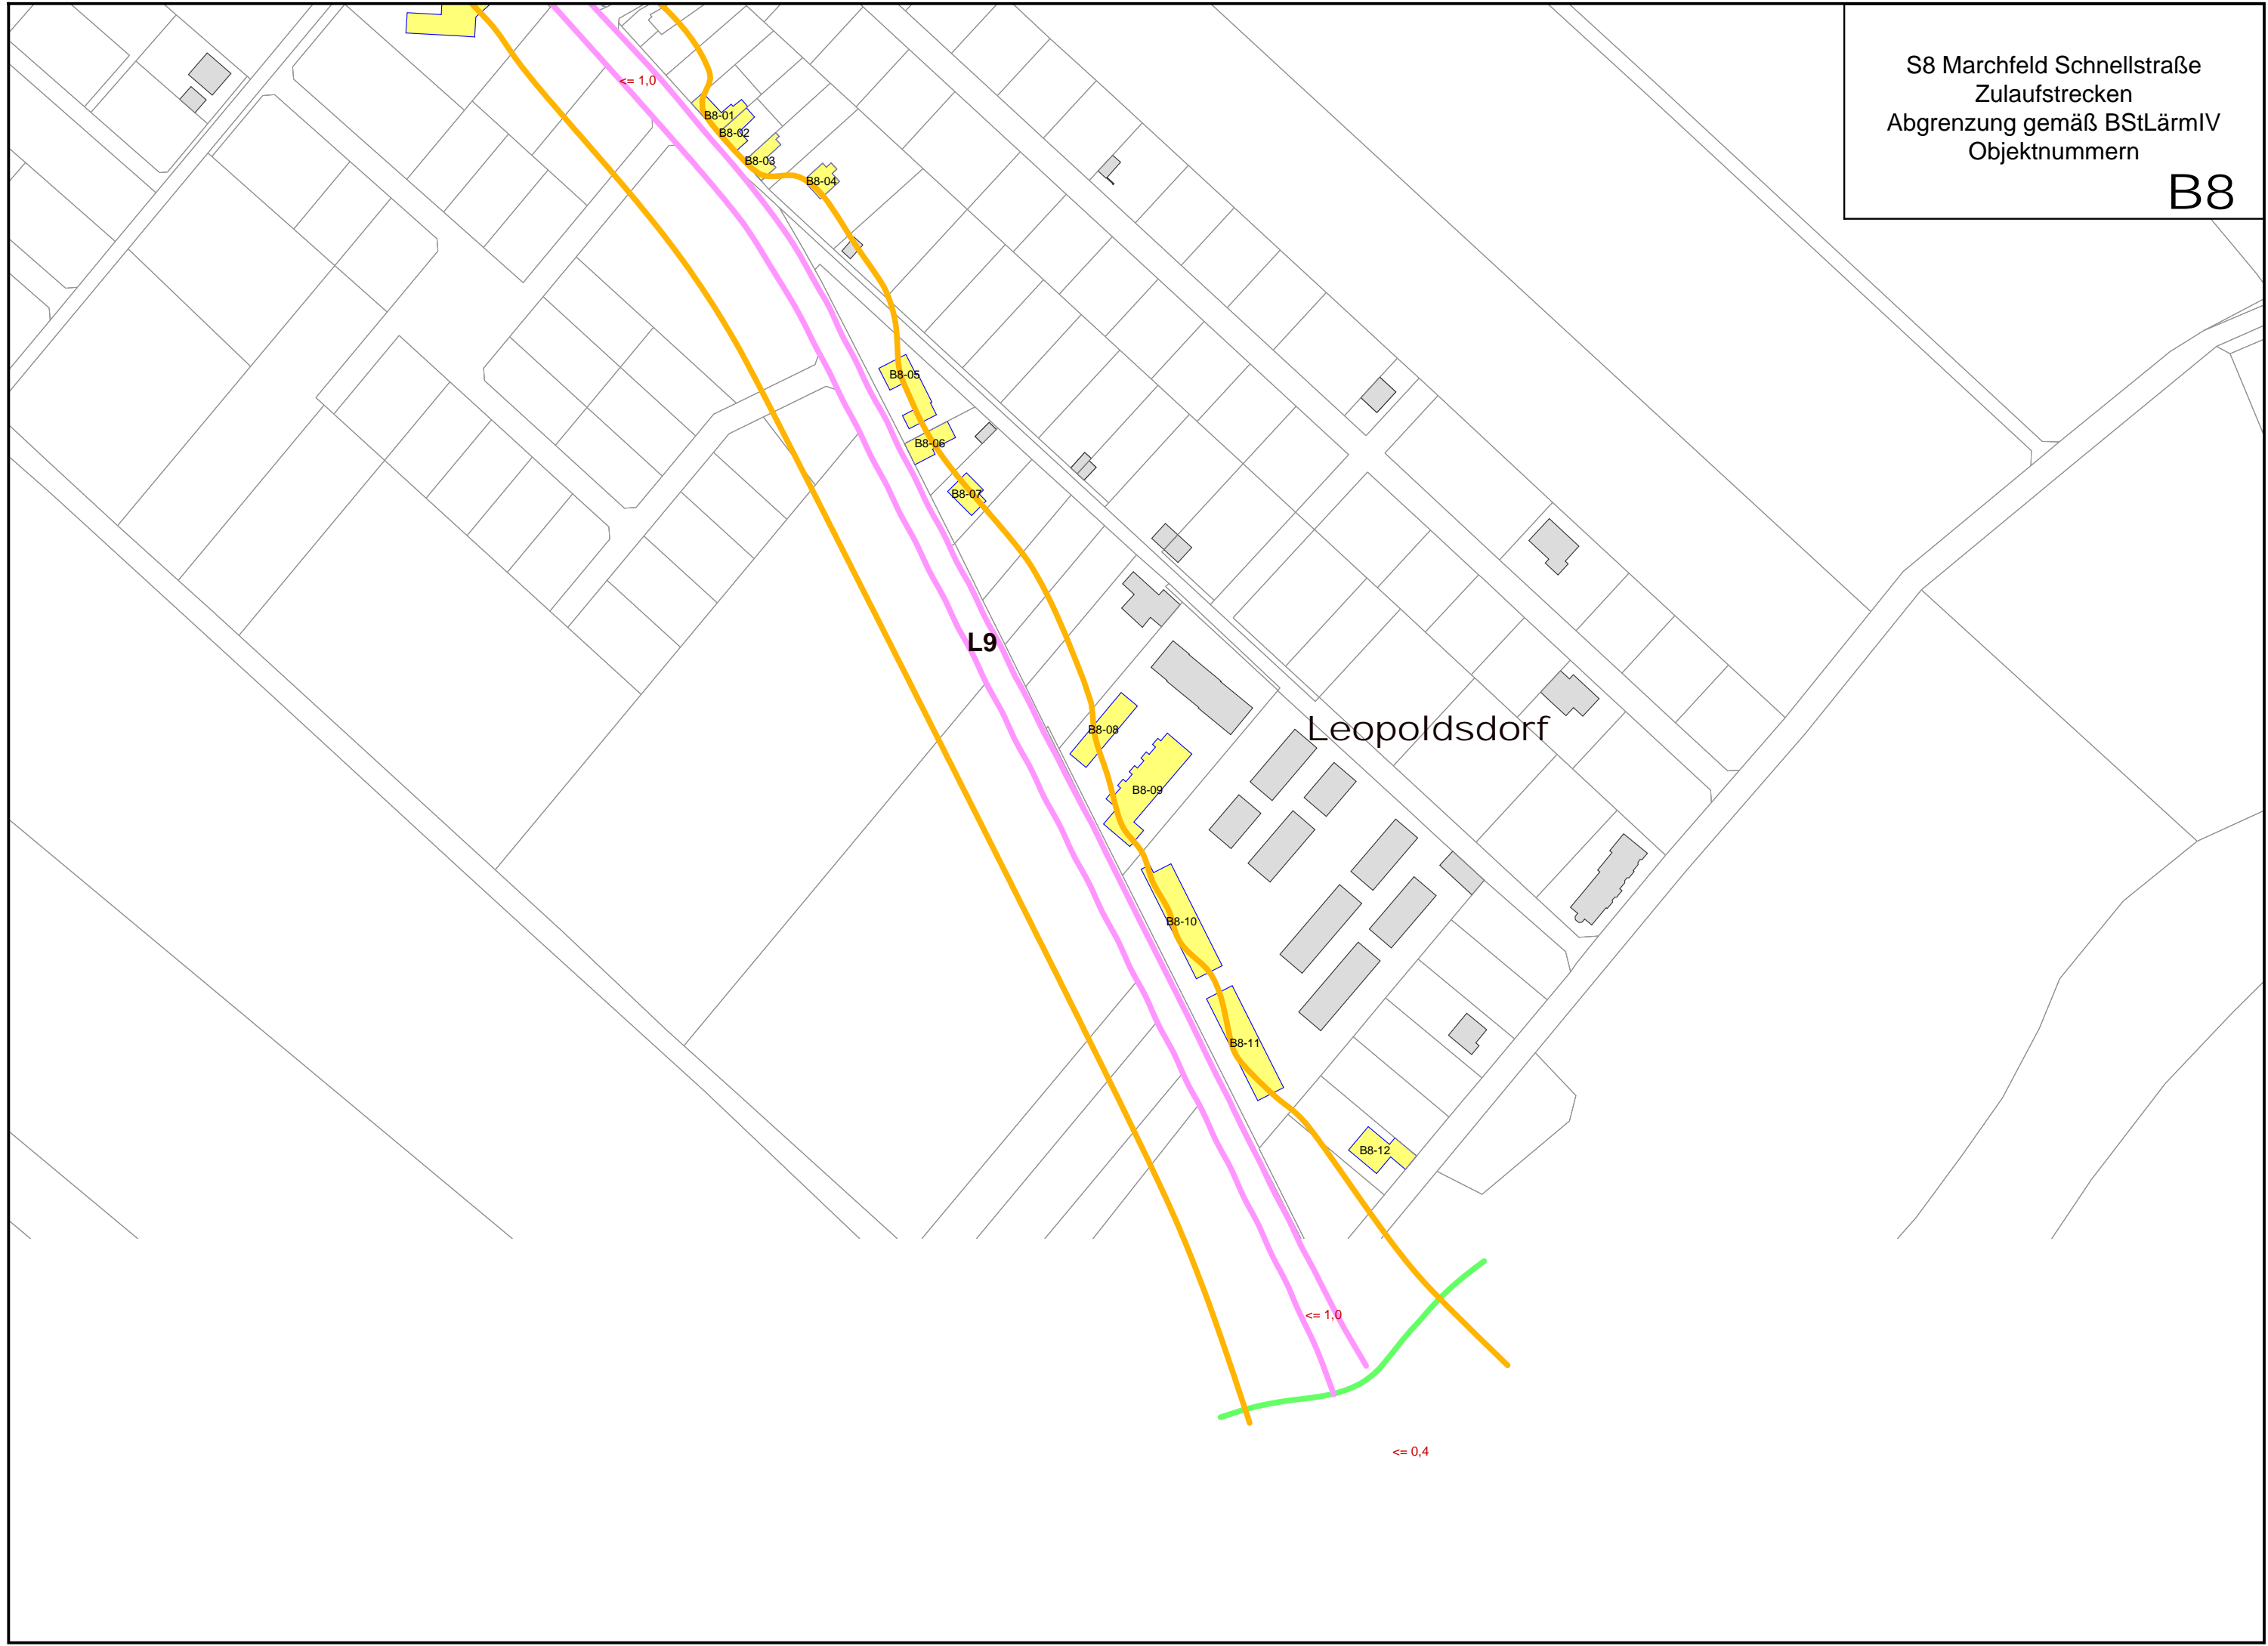 S8 Marchfeld Schnellstraße
Zulaufstrecken
Abgrenzung gemäß BStLärmIV
Objektnummern
B8
<= 1,0
B8-01
B8-02
B8-03
B8-04
B8-05
B8-06
B8-07
L9
Leopoldsdorf
B8-08
B8-09
B8-10
B8-11
B8-12
<= 1,0
<= 0,4